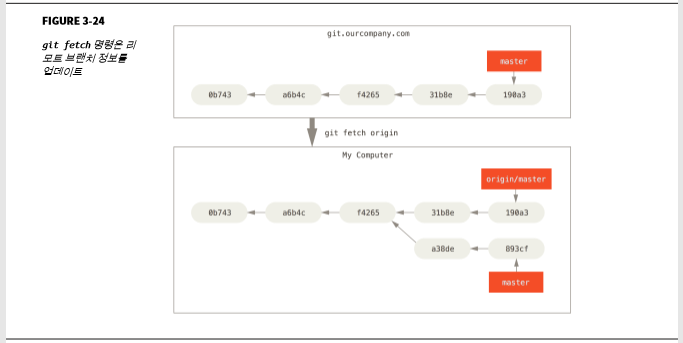 FIGURE 3-24
git fetch 명령은 리
모트 브랜치 정보를
업데이트
git.ourcompany.com
master
0b743 a6b4c f4265 31b8e 190a3
git fetch origin
My Computer
origin/master
0b743 a6b4c f4265 31b8e 190a3
a38de 893cf
master